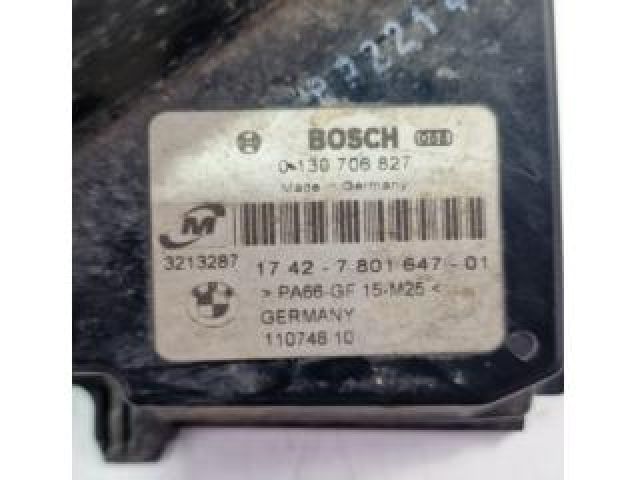 BOSCH
0 130 706 827
Made in Germany
M
3213287 17 42 - 7 801 647 - 01
> PA66-GF 15-M25 <
GERMANY
110748 10